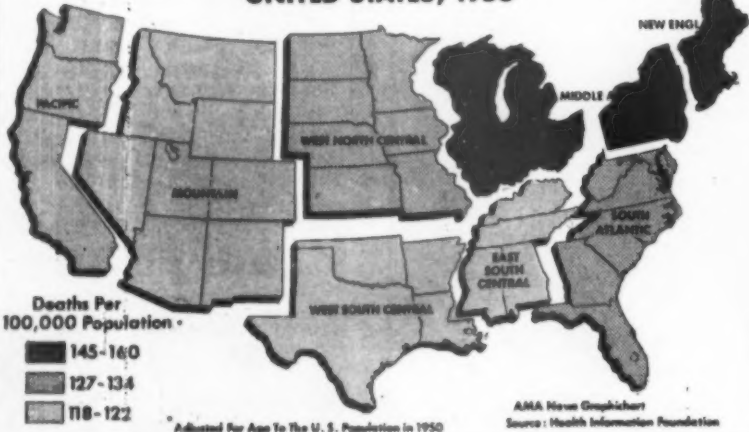 UNITED STATES, 1956
NEW ENGL
MIDDLE A
PACIFIC
WEST NORTH CENTRAL
MOUNTAIN
SOUTH
ATLANTIC
EAST
SOUTH
CENTRAL
WEST SOUTH CENTRAL
Deaths Per
100,000 Population
145-160
127-134
118-122
Adjusted For Age To The U. S. Population in 1950
AMA News Graphichart
Source: Health Information Foundation